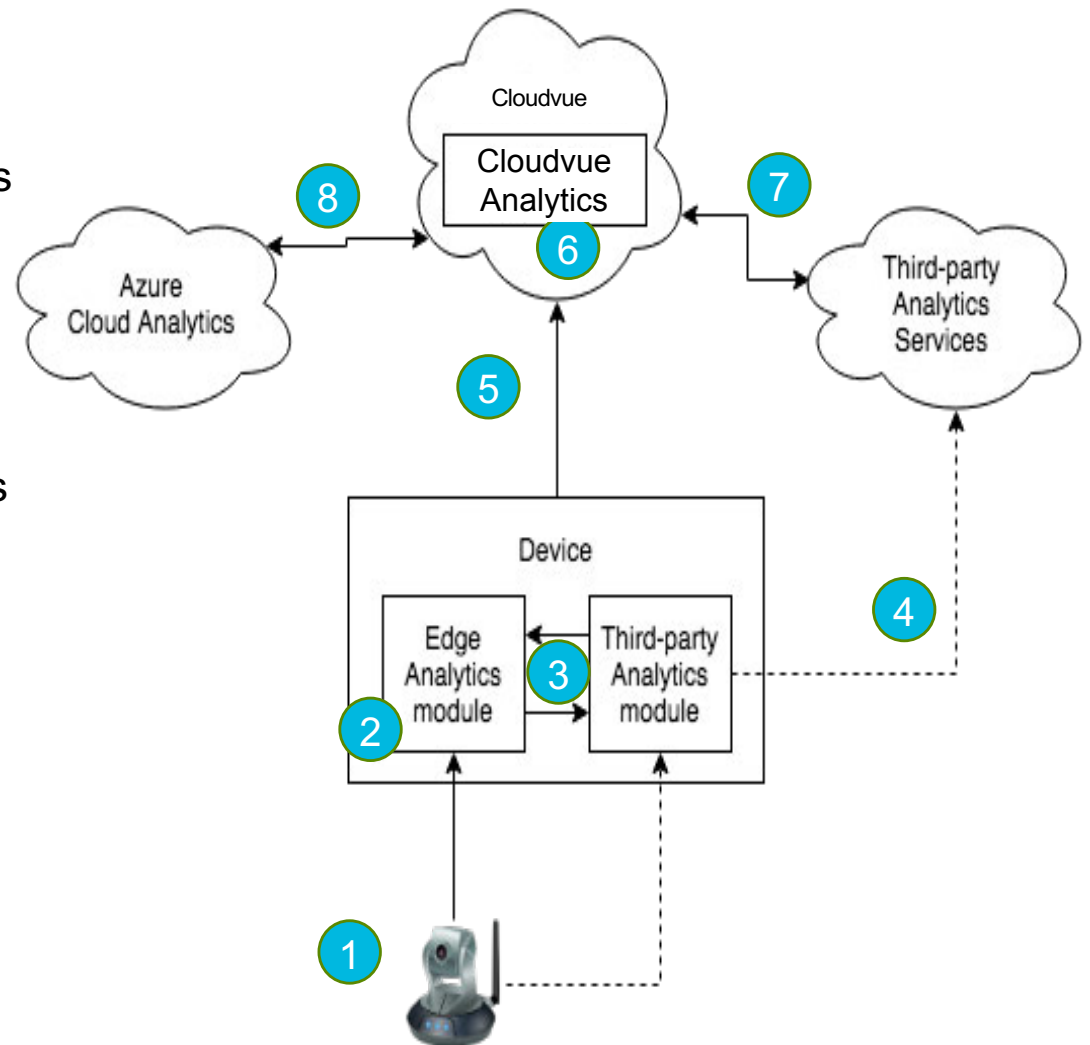 Cloudvue
Cloudvue
Analytics
s
8
7
6
Azure
Cloud Analytics
Third-party
Analytics
Services
5
s
Device
4
Edge
Analytics
module
3
Third-party
Analytics
module
2
1